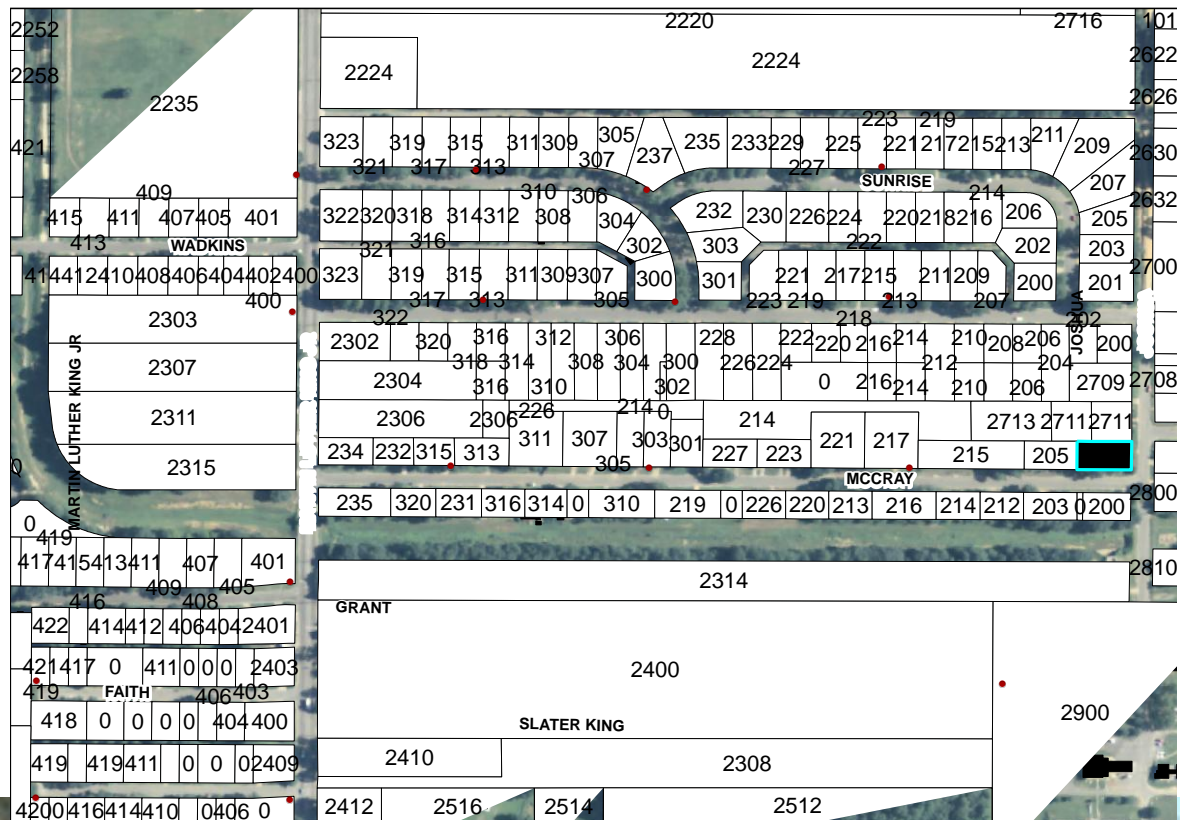 2252 2220 2716 101
2258 2224 2224 2622
2235 2626
421 323 321 319 317 315 313 311 309 307 305 237 235 233 229 227 225 223 221 219 217 215 213 211 209 2630
SUNRISE 207 2632
409 310 306 214
415 413 411 407 405 401 322 320 318 316 314 312 308 304 302 232 230 226 224 222 220 218 216 206 205
WADKINS 321 303 202 203
414 412 410 408 406 404 402 2400 323 319 315 311 309 307 300 301 221 217 215 211 209 200 201 2700
400 317 313 305 223 219 213 207
2303 322 218 202 JOSHUA
2302 320 316 312 306 228 222 220 216 214 210 208 206 200
2307 318 314 308 304 300 226 224 212 204
2304 316 310 302 0 216 214 210 206 2709 2708
MARTIN LUTHER KING JR
2311 2306 2306 226 214 0 214 2713 2711 2711
2315 234 232 315 313 311 307 303 301 227 223 221 217 215 205
305 MCCRAY
235 320 231 316 314 0 310 219 0 226 220 213 216 214 212 203 0 200 2800
0
419
417 415 413 411 407 401 2810
409 405 2314
416 408 GRANT
422 414 412 406 404 2401
421 417 0 411 0 0 0 2403 2400
419 FAITH 406 403
418 0 0 0 0 404 400 SLATER KING 2900
419 419 411 0 0 0 2409 2410 2308
4200 416 414 410 0 406 0 2412 2516 2514 2512